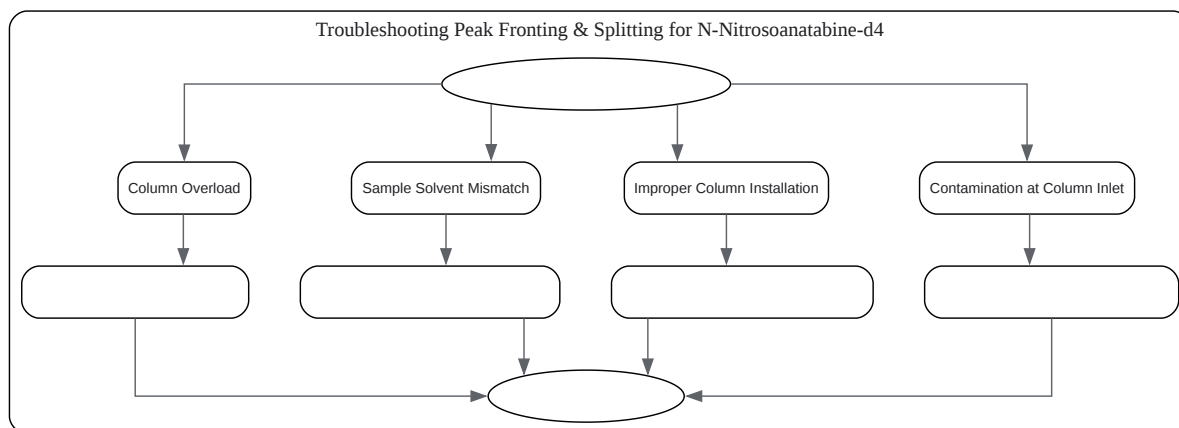 Troubleshooting Peak Fronting & Splitting for N-Nitrosoanatabine-d4
Column Overload
Sample Solvent Mismatch
Improper Column Installation
Contamination at Column Inlet